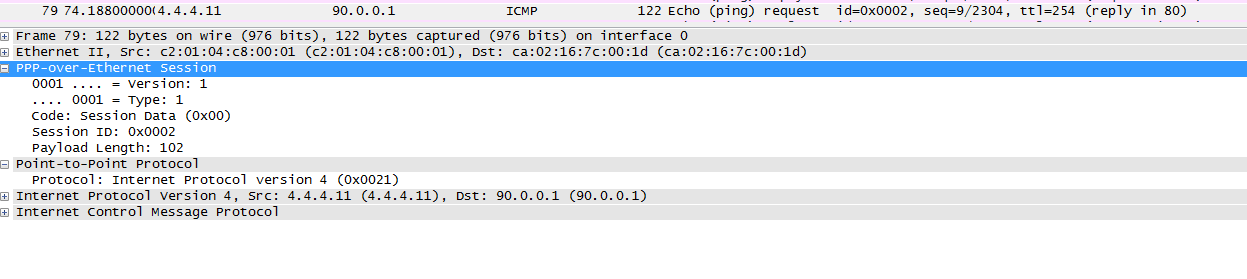 79 74.18800000(4.4.4.11 90.0.0.1 ICMP 122 Echo (ping) request id=0x0002, seq=9/2304, ttl=254 (reply in 80)
Frame 79: 122 bytes on wire (976 bits), 122 bytes captured (976 bits) on interface 0
Ethernet II, Src: c2:01:04:c8:00:01 (c2:01:04:c8:00:01), Dst: ca:02:16:7c:00:1d (ca:02:16:7c:00:1d)
PPP-over-Ethernet Session
0001 .... = Version: 1
.... 0001 = Type: 1
Code: Session Data (0x00)
Session ID: 0x0002
Payload Length: 102
Point-to-Point Protocol
Protocol: Internet Protocol version 4 (0x0021)
Internet Protocol Version 4, Src: 4.4.4.11 (4.4.4.11), Dst: 90.0.0.1 (90.0.0.1)
Internet Control Message Protocol